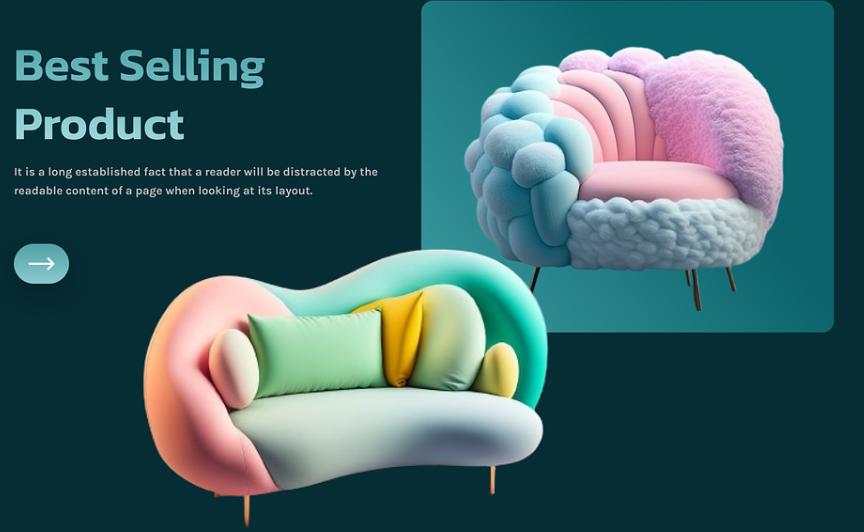 Best Selling
Product
It is a long established fact that a reader will be distracted by the
readable content of a page when looking at its layout.